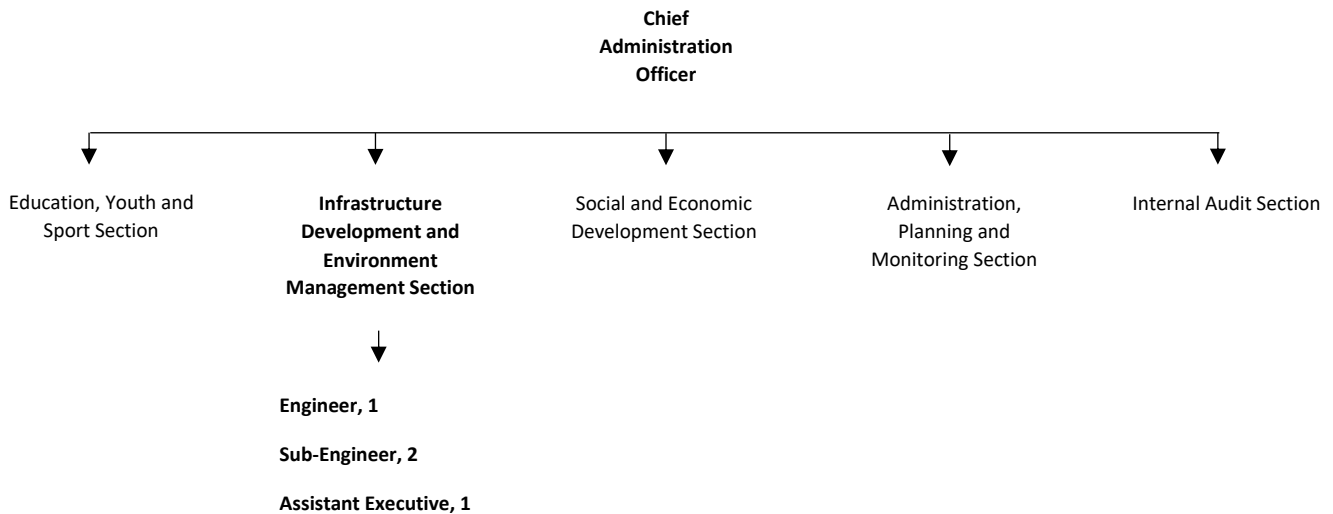 Chief
Administration
Officer
Education, Youth and
Sport Section
Infrastructure
Development and
Environment
Management Section
Social and Economic
Development Section
Administration,
Planning and
Monitoring Section
Internal Audit Section
Engineer, 1
Sub-Engineer, 2
Assistant Executive, 1